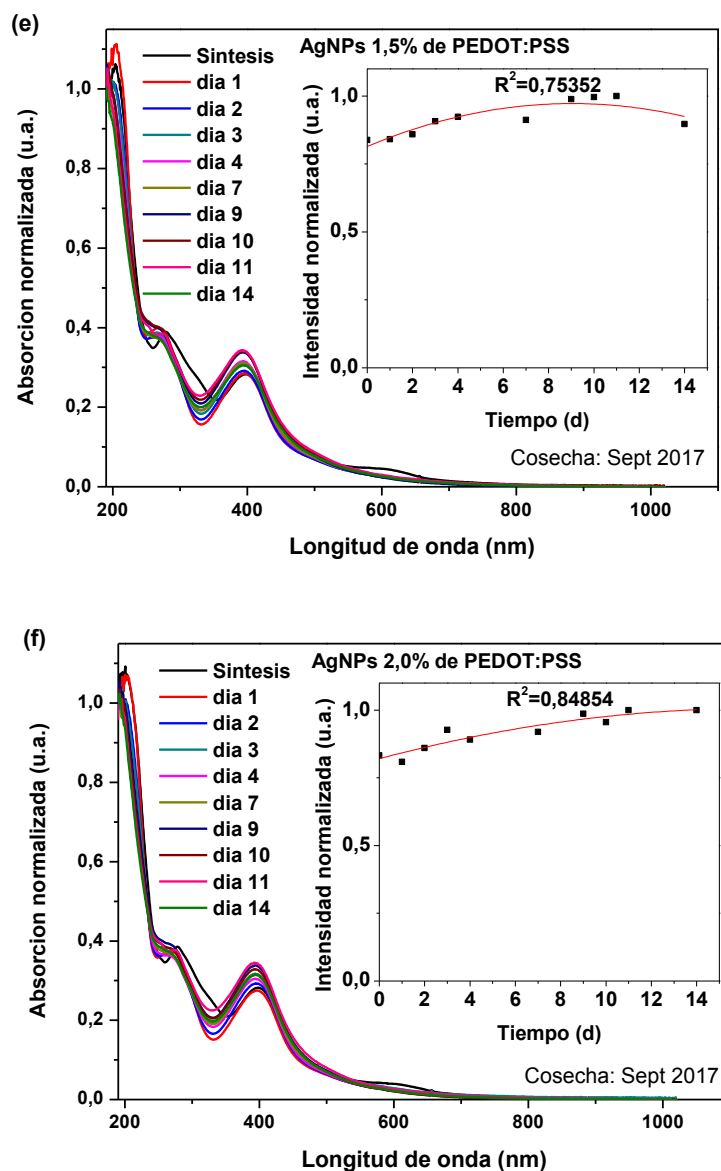 (e)
AgNPs 1,5% de PEDOT:PSS
Sintesis
dia 1
dia 2
dia 3
dia 4
dia 7
dia 9
dia 10
dia 11
dia 14
R²=0,75352
1,0
0,5
0,0
Intensidad normalizada (u.a.)
0 2 4 6 8 10 12 14
Tiempo (d)
Cosecha: Sept 2017
1,0
0,8
0,6
0,4
0,2
0,0
Absorcion normalizada (u.a.)
200 400 600 800 1000
Longitud de onda (nm)
(f)
AgNPs 2,0% de PEDOT:PSS
Sintesis
dia 1
dia 2
dia 3
dia 4
dia 7
dia 9
dia 10
dia 11
dia 14
R²=0,84854
1,0
0,5
0,0
Intensidad normalizada (u.a.)
0 2 4 6 8 10 12 14
Tiempo (d)
Cosecha: Sept 2017
1,0
0,8
0,6
0,4
0,2
0,0
Absorcion normalizada (u.a.)
200 400 600 800 1000
Longitud de onda (nm)